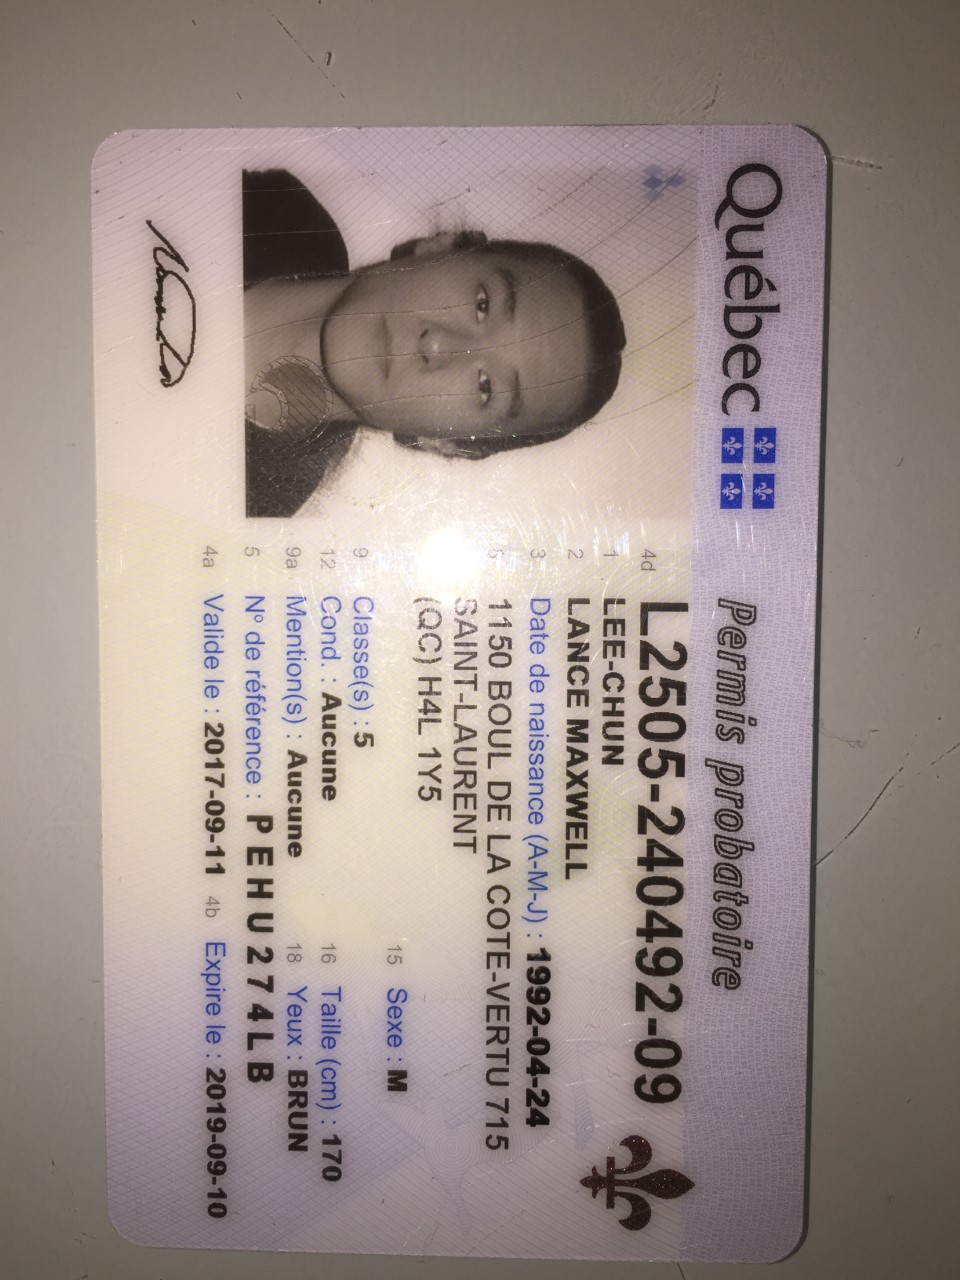 Québec
Permis probatoire
4d L2505-240492-09
1 LEE-CHUN
2 LANCE MAXWELL
3 Date de naissance (A-M-J) : 1992-04-24
1150 BOUL DE LA COTE-VERTU 715
SAINT-LAURENT
(QC) H4L 1Y5
15 Sexe : M
9 Classe(s) : 5
12 Cond. : Aucune
16 Taille (cm) : 170
9a Mention(s) : Aucune
18 Yeux : BRUN
5 Nº de référence : P E H U 2 7 4 L B
4a Valide le : 2017-09-11 4b Expire le : 2019-09-10